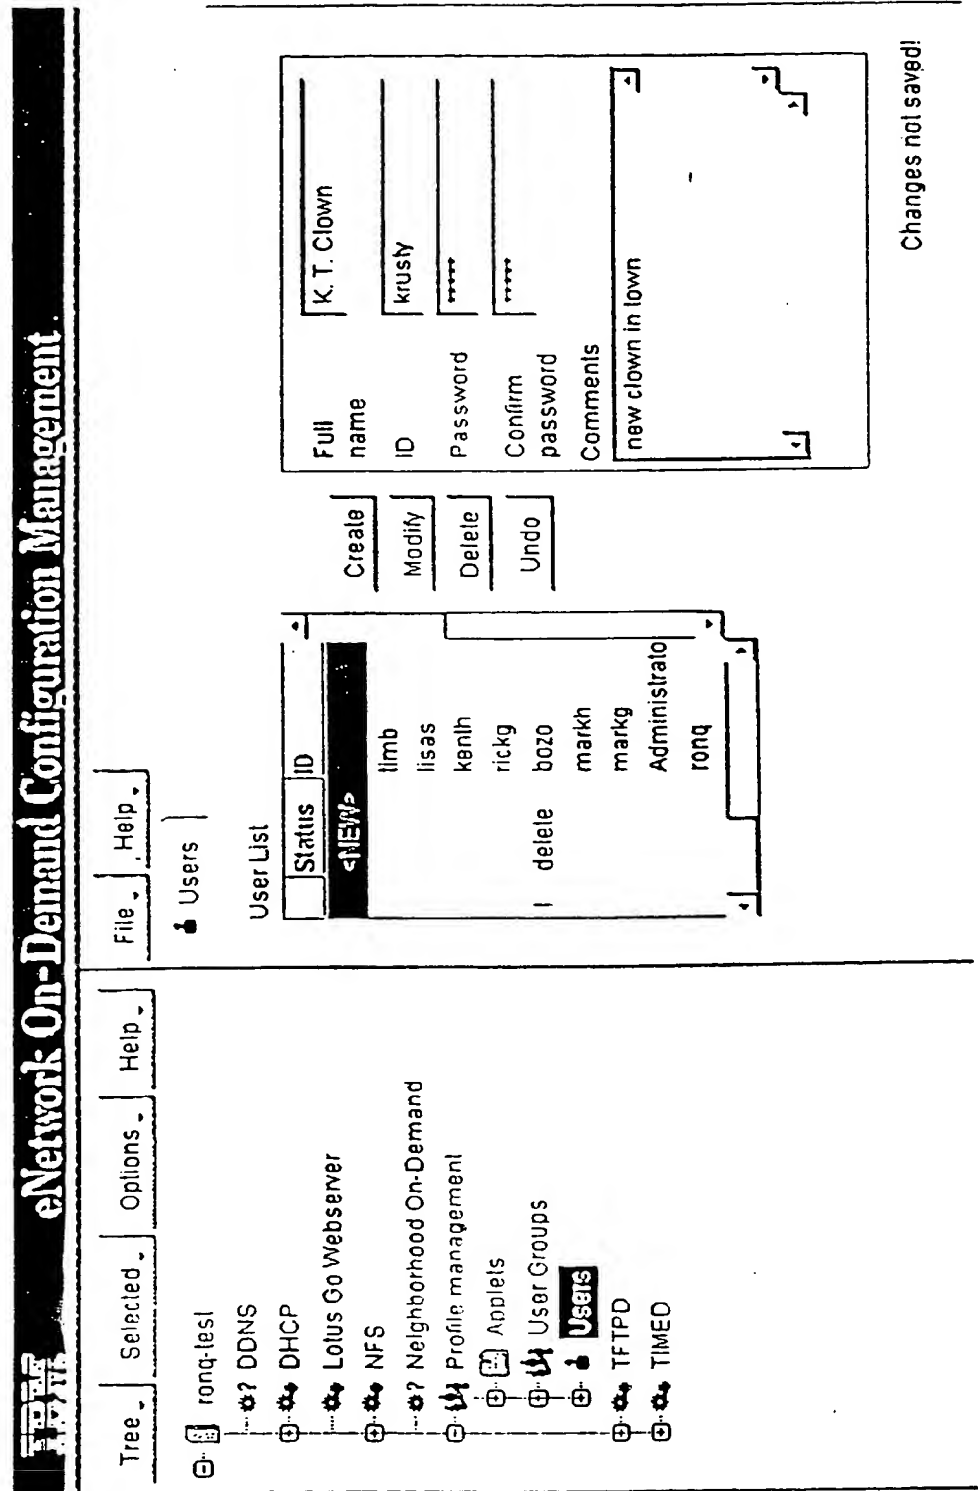 IBM
eNetwork On-Demand Configuration Management
Tree Selected Options Help
ronq-test
? DDNS
DHCP
Lotus Go Webserver
NFS
? Neighborhood On-Demand
Profile management
Applets
User Groups
Users
TFTPD
TIMED
File Help
Users
User List
Status ID
<NEW>
timb
lisas
kenth
rickg
delete bozo
markh
markg
Administrato
ronq
Create
Modify
Delete
Undo
Full
name
K. T. Clown
ID
krusty
Password
*****
Confirm
password
*****
Comments
new clown in town
Changes not saved!